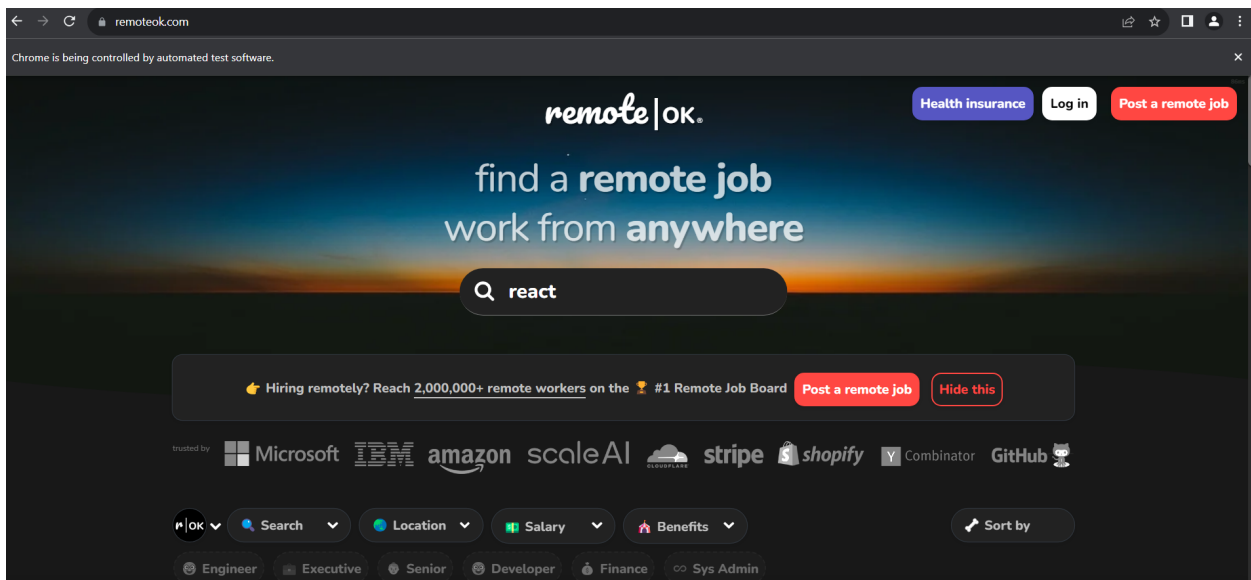 remoteok.com
Chrome is being controlled by automated test software.
remote|OK®
Health insurance
Log in
Post a remote job
find a remote job
work from anywhere
react
👉 Hiring remotely? Reach 2,000,000+ remote workers on the 🏆 #1 Remote Job Board Post a remote job Hide this
trusted by Microsoft IBM amazon scale AI CLOUDFLARE stripe shopify Y Combinator GitHub
r|OK Search Location Salary Benefits Sort by
Engineer Executive Senior Developer Finance Sys Admin